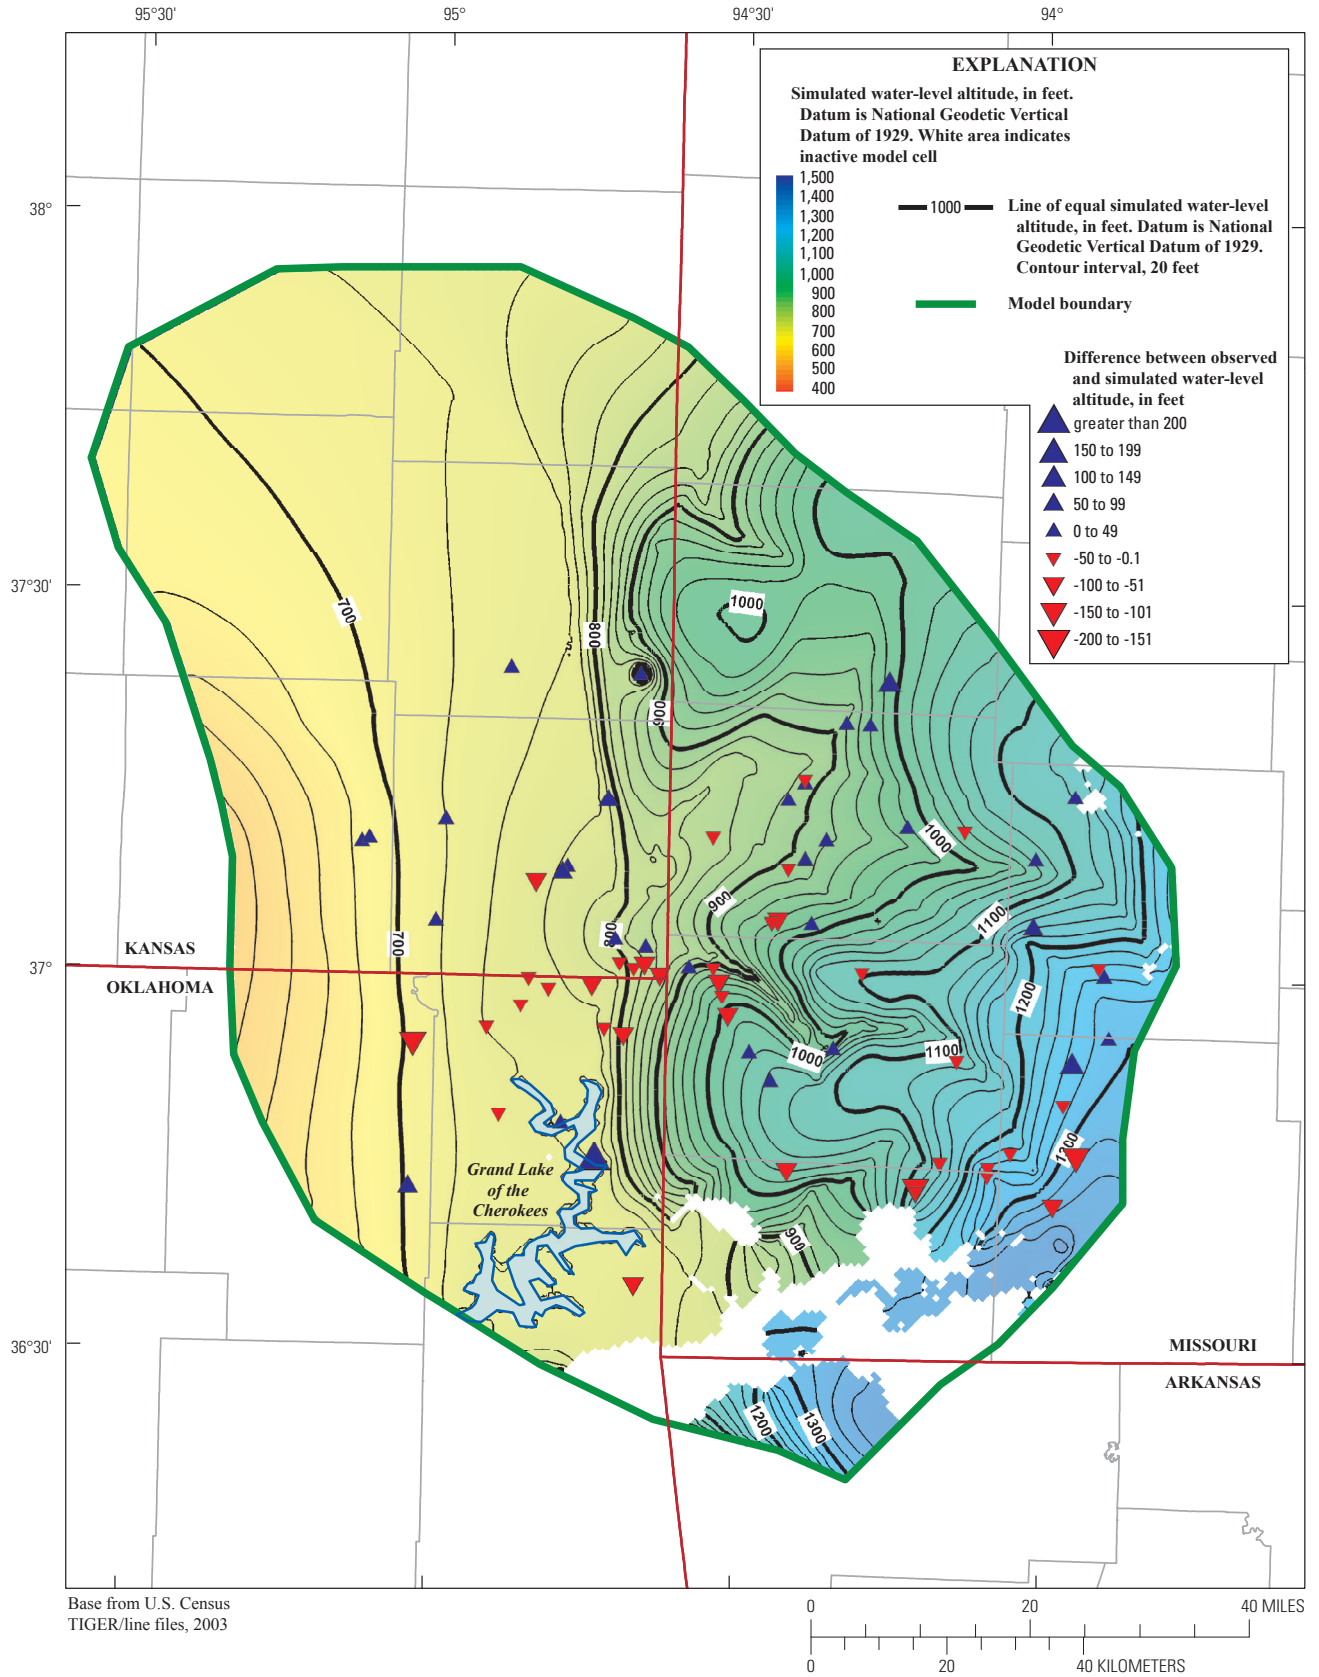 95°30'
95°
94°30'
94°
EXPLANATION
Simulated water-level altitude, in feet.
Datum is National Geodetic Vertical
Datum of 1929. White area indicates
inactive model cell
1,500
1,400
1,300
1,200
1,100
1,000
900
800
700
600
500
400
1000
Line of equal simulated water-level
altitude, in feet. Datum is National
Geodetic Vertical Datum of 1929.
Contour interval, 20 feet
Model boundary
Difference between observed
and simulated water-level
altitude, in feet
greater than 200
150 to 199
100 to 149
50 to 99
0 to 49
-50 to -0.1
-100 to -51
-150 to -101
-200 to -151
38°
37°30'
37°
36°30'
700
800
1000
900
1000
900
1100
800
700
1200
1000
1100
1300
900
1200
1300
KANSAS
OKLAHOMA
Grand Lake
of the
Cherokees
MISSOURI
ARKANSAS
Base from U.S. Census
TIGER/line files, 2003
0
20
40 MILES
0
20
40 KILOMETERS